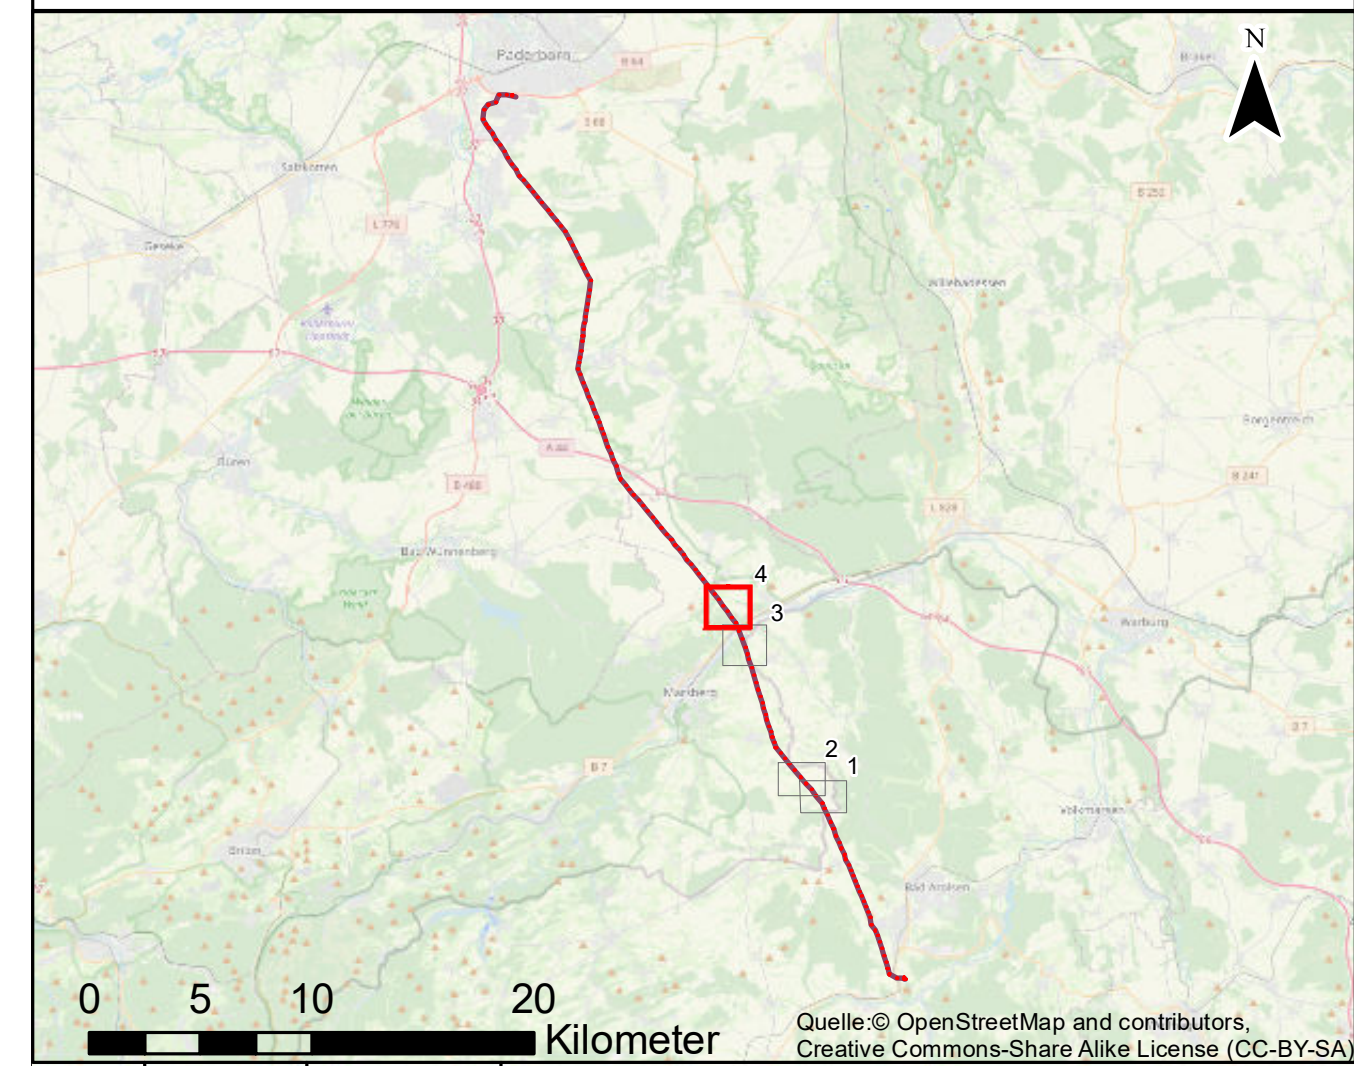 N
Paderborn
B 64
Brakel
B 68
Salzkotten
B 252
L 776
Geseke
Willebadessen
33
Borgentreich
A 44
Büren
B 480
B 241
L 828
Bad Wünnenberg
4
3
Warburg
Marsberg
2
1
B 7
B 7
Volkmarsen
Brilon
Bad Arolsen
0 5 10 20
Kilometer
Quelle:© OpenStreetMap and contributors,
Creative Commons-Share Alike License (CC-BY-SA)